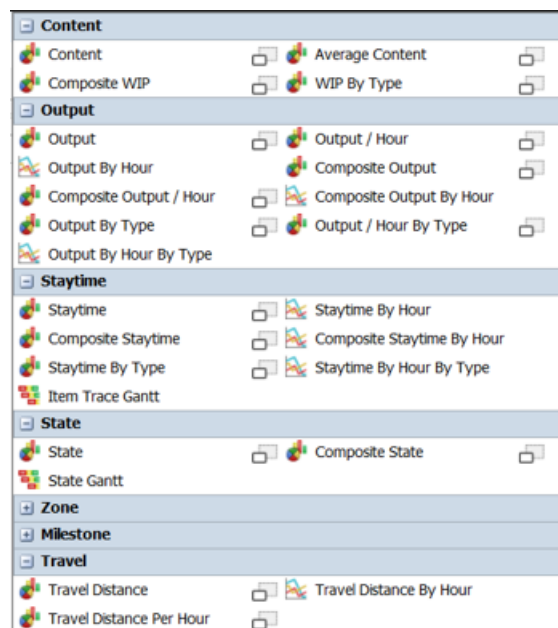 Content
Content Average Content
Composite WIP WIP By Type
Output
Output Output / Hour
Output By Hour Composite Output
Composite Output / Hour Composite Output By Hour
Output By Type Output / Hour By Type
Output By Hour By Type
Staytime
Staytime Staytime By Hour
Composite Staytime Composite Staytime By Hour
Staytime By Type Staytime By Hour By Type
Item Trace Gantt
State
State Composite State
State Gantt
Zone
Milestone
Travel
Travel Distance Travel Distance By Hour
Travel Distance Per Hour